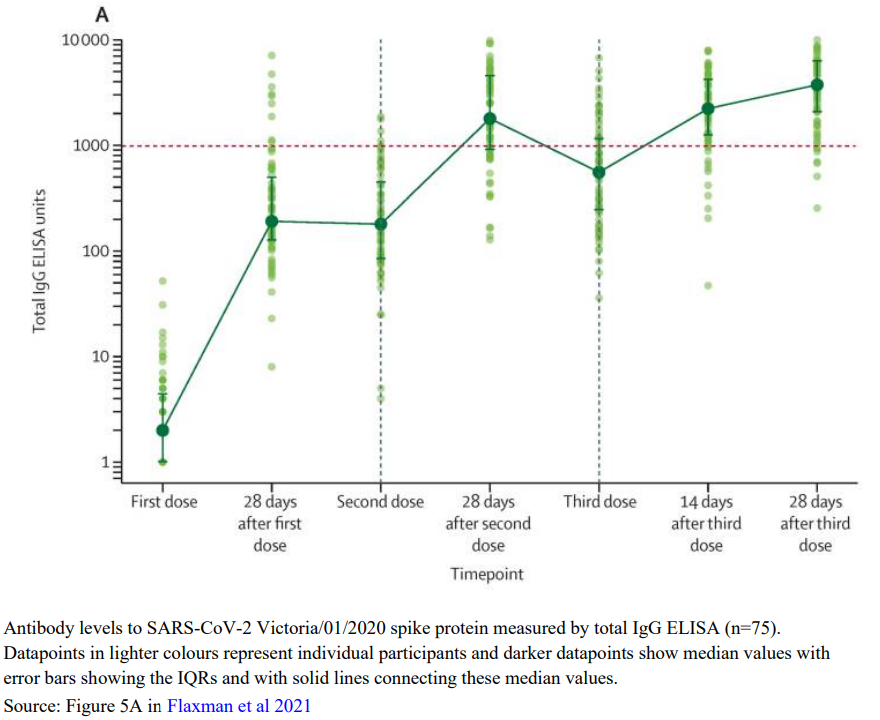 A
10 000
1000
100
10
1
Total IgG ELISA units
First dose
28 days
after first
dose
Second dose
28 days
after second
dose
Third dose
14 days
after third
dose
28 days
after third
dose
Timepoint
Antibody levels to SARS-CoV-2 Victoria/01/2020 spike protein measured by total IgG ELISA (n=75).
Datapoints in lighter colours represent individual participants and darker datapoints show median values with
error bars showing the IQRs and with solid lines connecting these median values.
Source: Figure 5A in Flaxman et al 2021